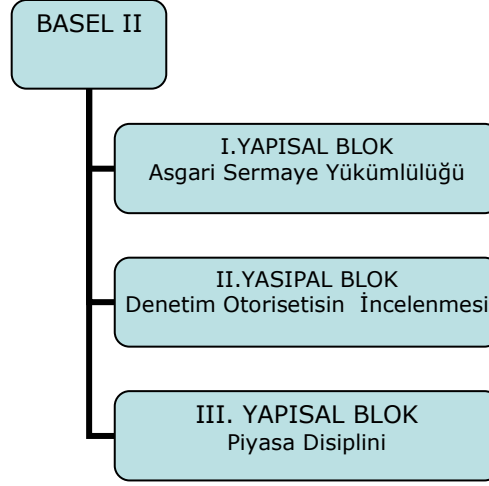 BASEL II
I.YAPISAL BLOK
Asgari Sermaye Yükümlülüğü
II.YASIPAL BLOK
Denetim Otorisetisin İncelenmesi
III. YAPISAL BLOK
Piyasa Disiplini